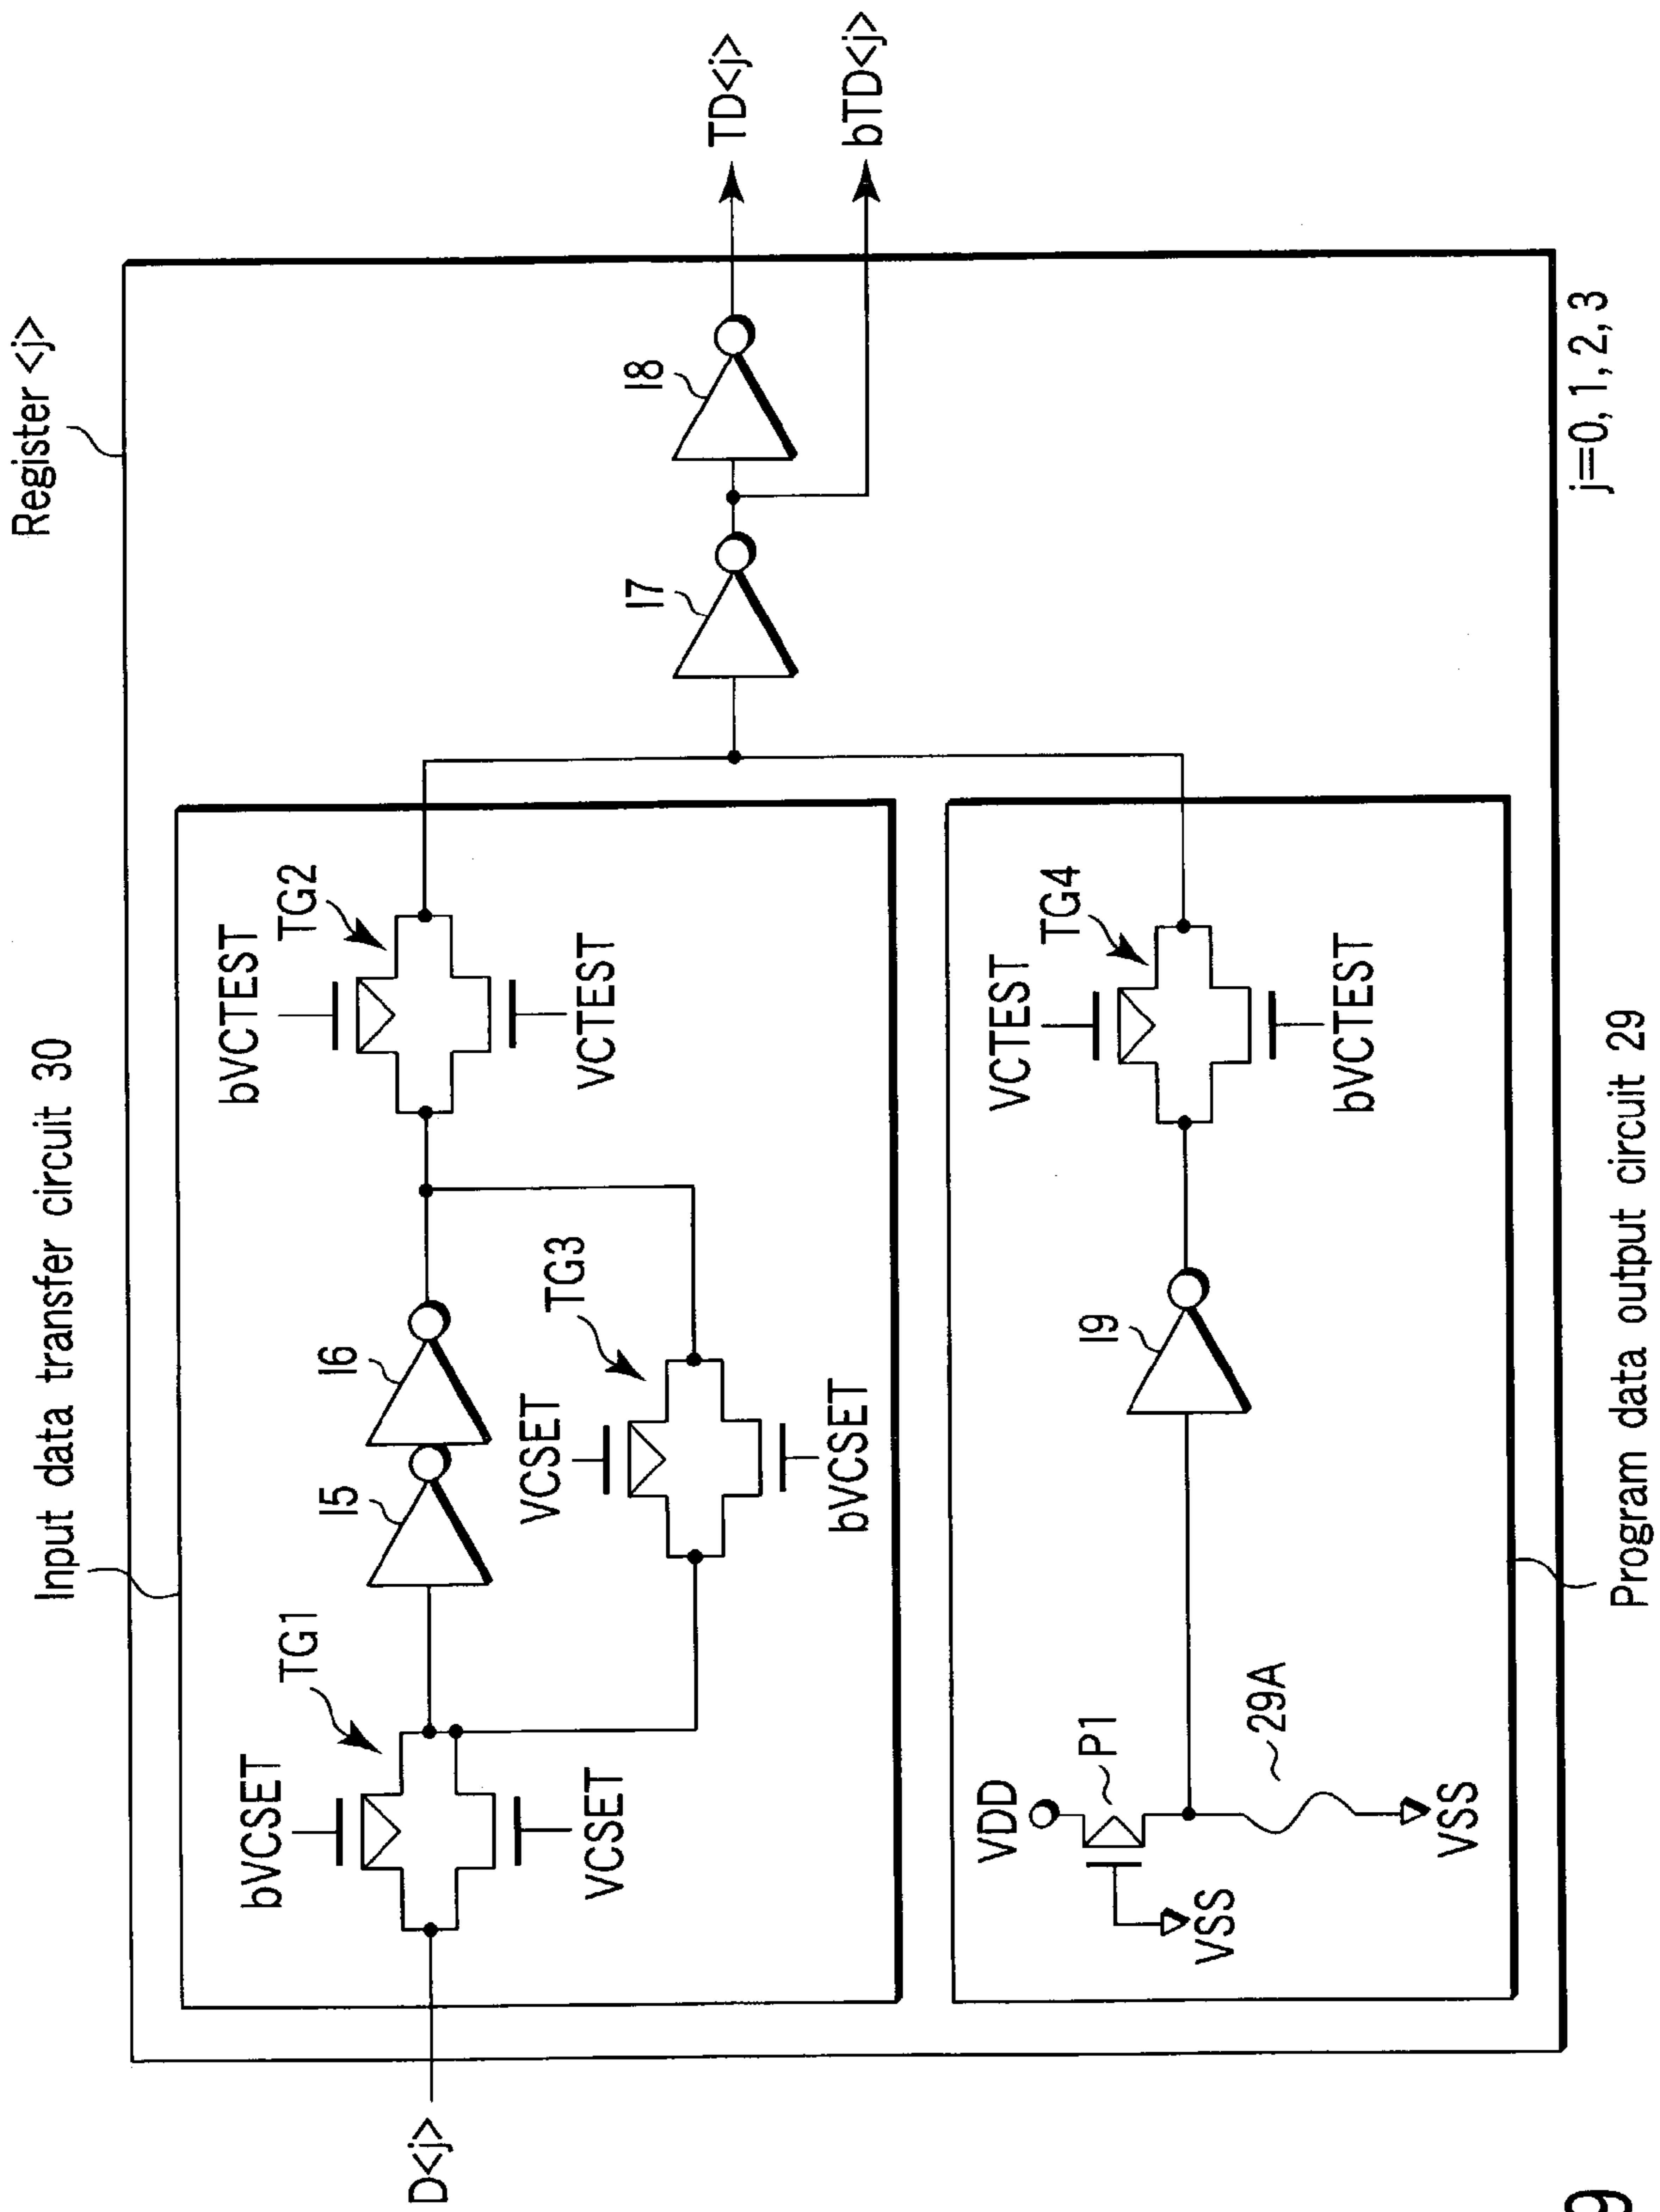 Register <j>
Input data transfer circuit 30
bVCSET
TG1
I5
I6
bVCTEST
TG2
D<j>
VCSET
VCSET
TG3
VCTEST
bVCSET
I7
I8
TD<j>
bTD<j>
VDD
P1
VSS
29A
VSS
I9
VCTEST
TG4
bVCTEST
Program data output circuit 29
j=0, 1, 2, 3
9